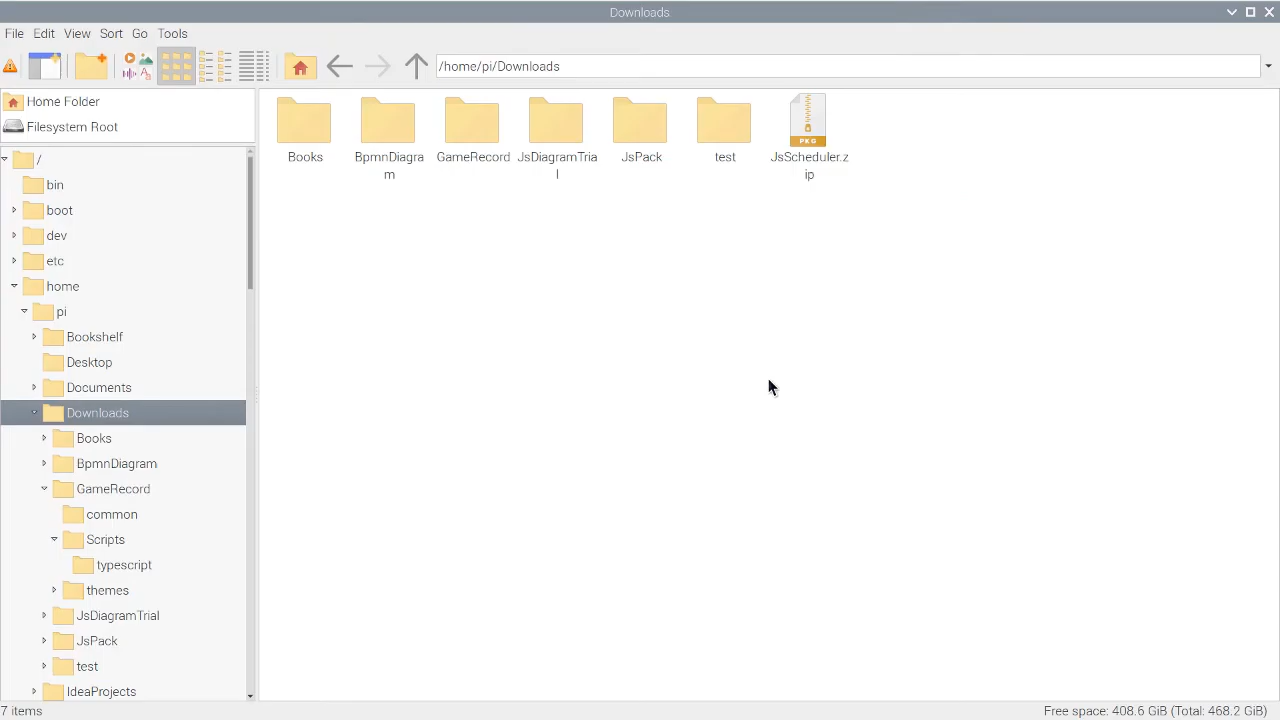 Downloads
File Edit View Sort Go Tools
/home/pi/Downloads
Home Folder
Filesystem Root
/
bin
boot
dev
etc
home
pi
Bookshelf
Desktop
Documents
Downloads
Books
BpmnDiagram
GameRecord
common
Scripts
typescript
themes
JsDiagramTrial
JsPack
test
IdeaProjects
Books
BpmnDiagra
m
GameRecord
JsDiagramTria
l
JsPack
test
PKG
JsScheduler.z
ip
7 items
Free space: 408.6 GiB (Total: 468.2 GiB)